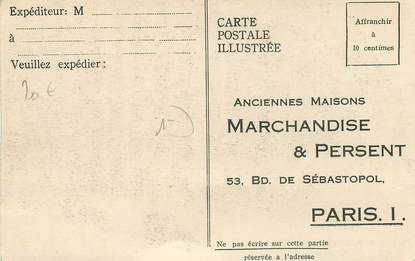 Expéditeur: M
à
Veuillez expédier:
20 €
CARTE
POSTALE
ILLUSTRÉE
Affranchir
à
10 centimes
ANCIENNES MAISONS
MARCHANDISE
& PERSENT
53, BD. DE SÉBASTOPOL,
PARIS. I.
Ne pas écrire sur cette partie
réservée a l'adresse